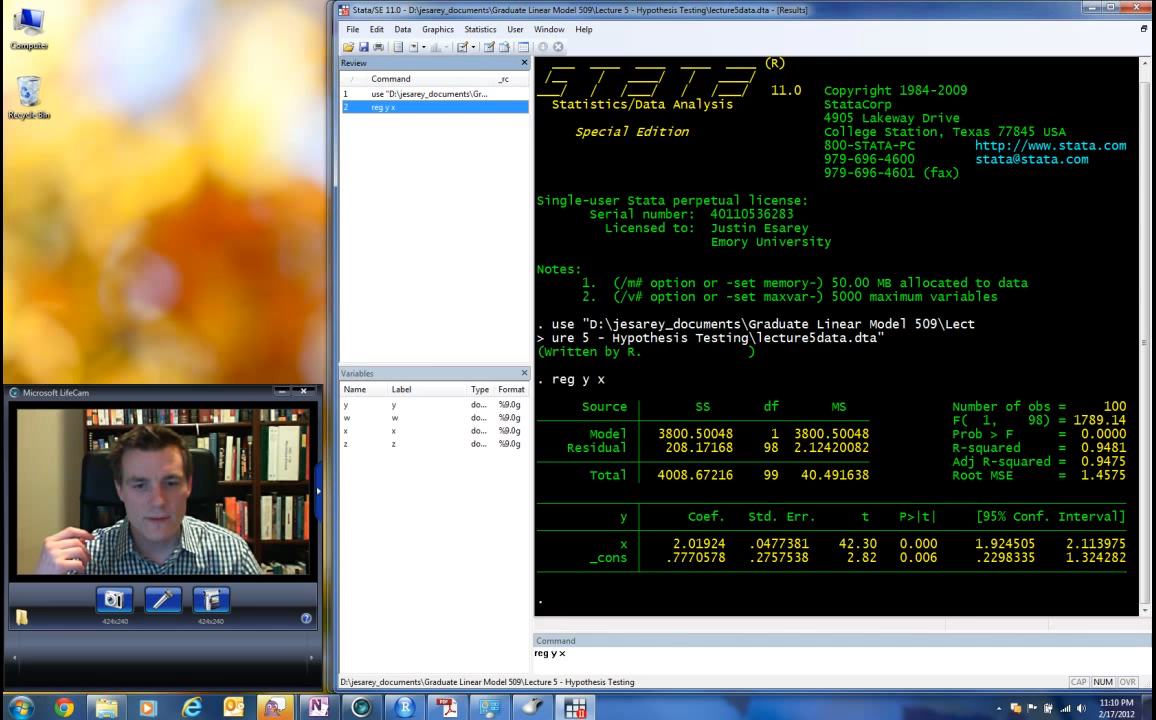 Computer
Recycle Bin
Stata/SE 11.0 - D:\jesarey_documents\Graduate Linear Model 509\Lecture 5 - Hypothesis Testing\lecture5data.dta - [Results]
File Edit Data Graphics Statistics User Window Help
Review
Command _rc
1 use "D:\jesarey_documents\Gr...
2 reg y x
Variables
Name Label Type Format
y y do... %9.0g
w w do... %9.0g
x x do... %9.0g
z z do... %9.0g
(R)
11.0 Copyright 1984-2009
Statistics/Data Analysis StataCorp
4905 Lakeway Drive
Special Edition College Station, Texas 77845 USA
800-STATA-PC http://www.stata.com
979-696-4600 stata@stata.com
979-696-4601 (fax)
Single-user Stata perpetual license:
Serial number: 40110536283
Licensed to: Justin Esarey
Emory University
Notes:
1. (/m# option or -set memory-) 50.00 MB allocated to data
2. (/v# option or -set maxvar-) 5000 maximum variables
. use "D:\jesarey_documents\Graduate Linear Model 509\Lect
> ure 5 - Hypothesis Testing\lecture5data.dta"
(Written by R. )
. reg y x
Source SS df MS Number of obs = 100
F( 1, 98) = 1789.14
Model 3800.50048 1 3800.50048 Prob > F = 0.0000
Residual 208.17168 98 2.12420082 R-squared = 0.9481
Adj R-squared = 0.9475
Total 4008.67216 99 40.491638 Root MSE = 1.4575
y Coef. Std. Err. t P>|t| [95% Conf. Interval]
x 2.01924 .0477381 42.30 0.000 1.924505 2.113975
_cons .7770578 .2757538 2.82 0.006 .2298335 1.324282
.
Command
reg y x
D:\jesarey_documents\Graduate Linear Model 509\Lecture 5 - Hypothesis Testing
CAP NUM OVR
Microsoft LifeCam
424x240 424x240
11:10 PM
2/17/2012